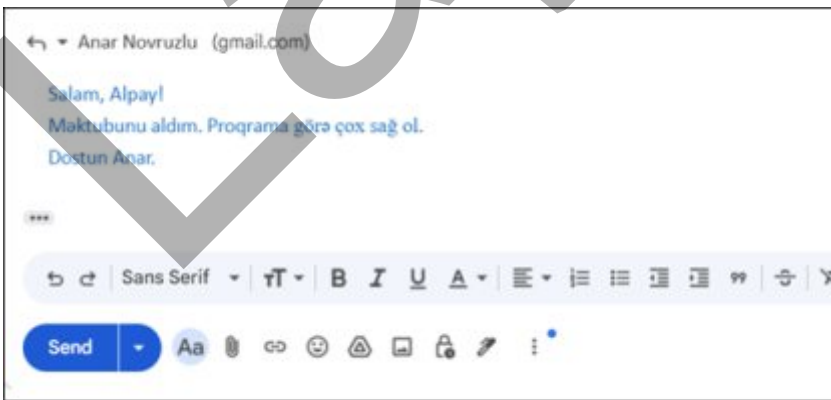 Anar Novruzlu (gmail.com)
Salam, Alpay!
Məktubunu aldım. Proqrama görə çox sağ ol.
Dostun Anar.
Sans Serif
B I U A
Send Aa